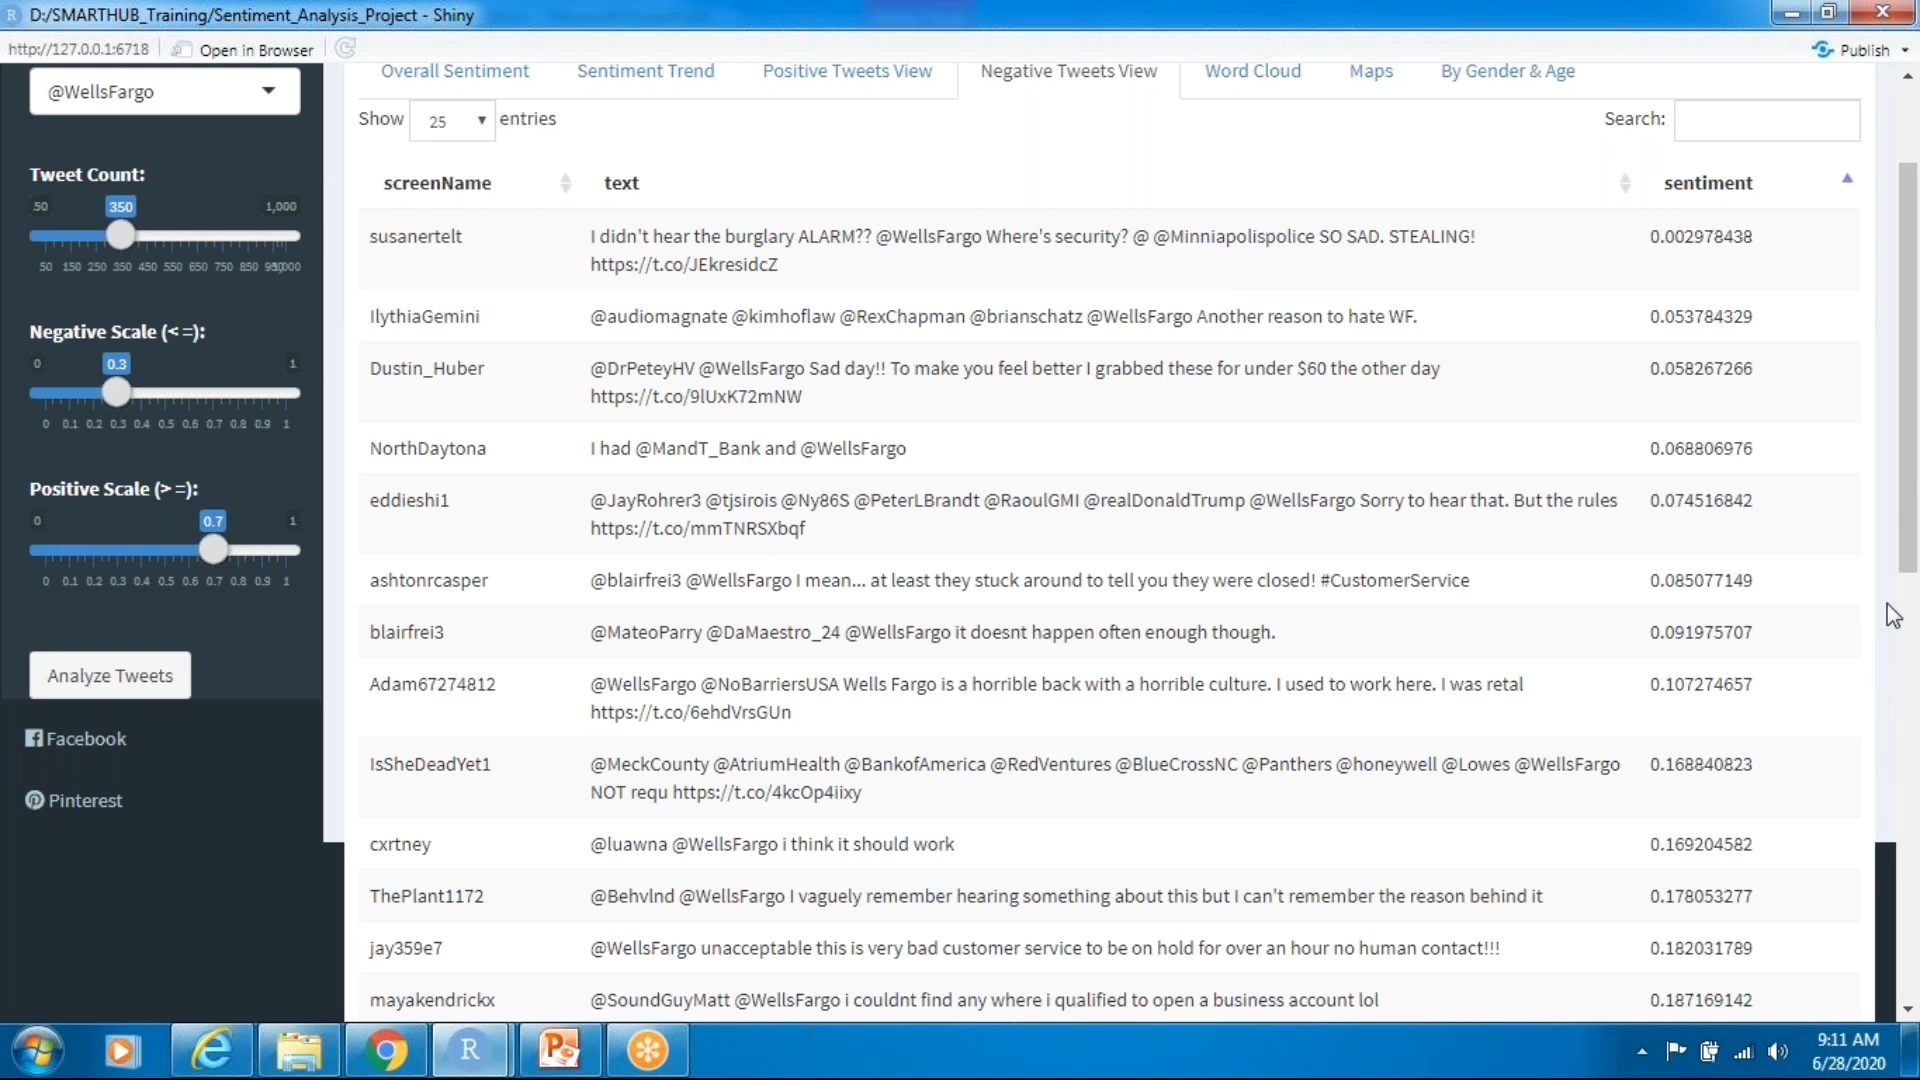 D:/SMARTHUB_Training/Sentiment_Analysis_Project - Shiny
http://127.0.0.1:6718
Open in Browser
Publish
@WellsFargo
Tweet Count:
50
350
1,000
50 150 250 350 450 550 650 750 850 1,000
Negative Scale (< =):
0
0.3
1
0 0.1 0.2 0.3 0.4 0.5 0.6 0.7 0.8 0.9 1
Positive Scale (> =):
0
0.7
1
0 0.1 0.2 0.3 0.4 0.5 0.6 0.7 0.8 0.9 1
Analyze Tweets
Facebook
Pinterest
Overall Sentiment
Sentiment Trend
Positive Tweets View
Negative Tweets View
Word Cloud
Maps
By Gender & Age
Show 25 entries
Search:
screenName text sentiment
susanertelt I didn't hear the burglary ALARM?? @WellsFargo Where's security? @ @Minniapolispolice SO SAD. STEALING! 0.002978438
https://t.co/JEkresidcZ
IlythiaGemini @audiomagnate @kimhoflaw @RexChapman @brianschatz @WellsFargo Another reason to hate WF. 0.053784329
Dustin_Huber @DrPeteyHV @WellsFargo Sad day!! To make you feel better I grabbed these for under $60 the other day 0.058267266
https://t.co/9lUxK72mNW
NorthDaytona I had @MandT_Bank and @WellsFargo 0.068806976
eddieshi1 @JayRohrer3 @tjsirois @Ny86S @PeterLBrandt @RaoulGMI @realDonaldTrump @WellsFargo Sorry to hear that. But the rules 0.074516842
https://t.co/mmTNRSXbqf
ashtonrcasper @blairfrei3 @WellsFargo I mean... at least they stuck around to tell you they were closed! #CustomerService 0.085077149
blairfrei3 @MateoParry @DaMaestro_24 @WellsFargo it doesnt happen often enough though. 0.091975707
Adam67274812 @WellsFargo @NoBarriersUSA Wells Fargo is a horrible back with a horrible culture. I used to work here. I was retal 0.107274657
https://t.co/6ehdVrsGUn
IsSheDeadYet1 @MeckCounty @AtriumHealth @BankofAmerica @RedVentures @BlueCrossNC @Panthers @honeywell @Lowes @WellsFargo 0.168840823
NOT requ https://t.co/4kcOp4iixy
cxrtney @luawna @WellsFargo i think it should work 0.169204582
ThePlant1172 @Behvlnd @WellsFargo I vaguely remember hearing something about this but I can't remember the reason behind it 0.178053277
jay359e7 @WellsFargo unacceptable this is very bad customer service to be on hold for over an hour no human contact!!! 0.182031789
mayakendrickx @SoundGuyMatt @WellsFargo i couldnt find any where i qualified to open a business account lol 0.187169142
9:11 AM
6/28/2020